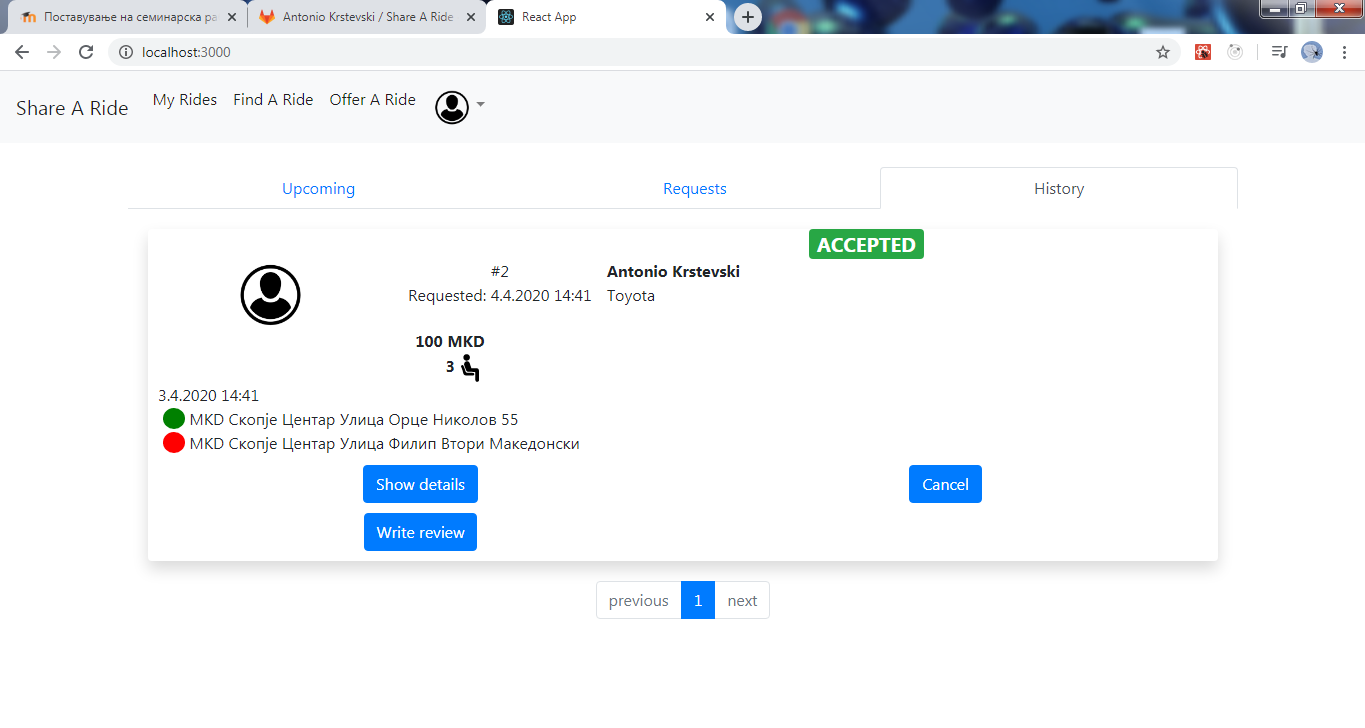 Поставување на семинарска ра
Antonio Krstevski / Share A Ride
React App
localhost:3000
Share A Ride
My Rides
Find A Ride
Offer A Ride
Upcoming
Requests
History
ACCEPTED
#2
Antonio Krstevski
Requested: 4.4.2020 14:41
Toyota
100 MKD
3
3.4.2020 14:41
MKD Скопје Центар Улица Орце Николов 55
MKD Скопје Центар Улица Филип Втори Македонски
Show details
Cancel
Write review
previous
1
next